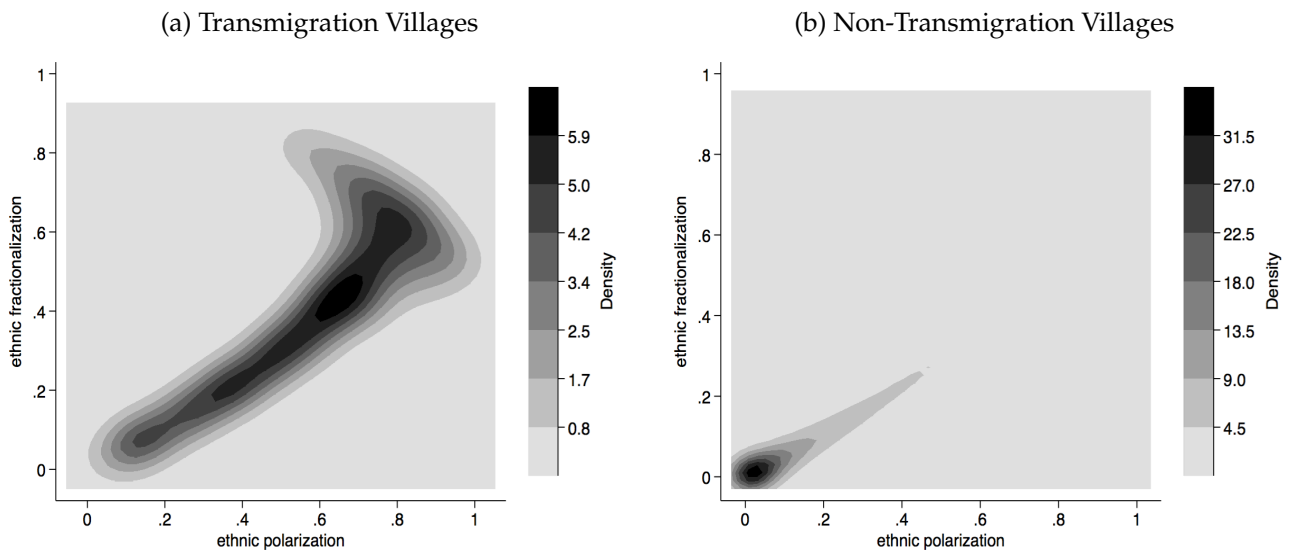 (a) Transmigration Villages
1
.8
.6
.4
.2
0
ethnic fractionalization
0 .2 .4 .6 .8 1
ethnic polarization
5.9
5.0
4.2
3.4
2.5
1.7
0.8
Density
(b) Non-Transmigration Villages
1
.8
.6
.4
.2
0
ethnic fractionalization
0 .2 .4 .6 .8 1
ethnic polarization
31.5
27.0
22.5
18.0
13.5
9.0
4.5
Density